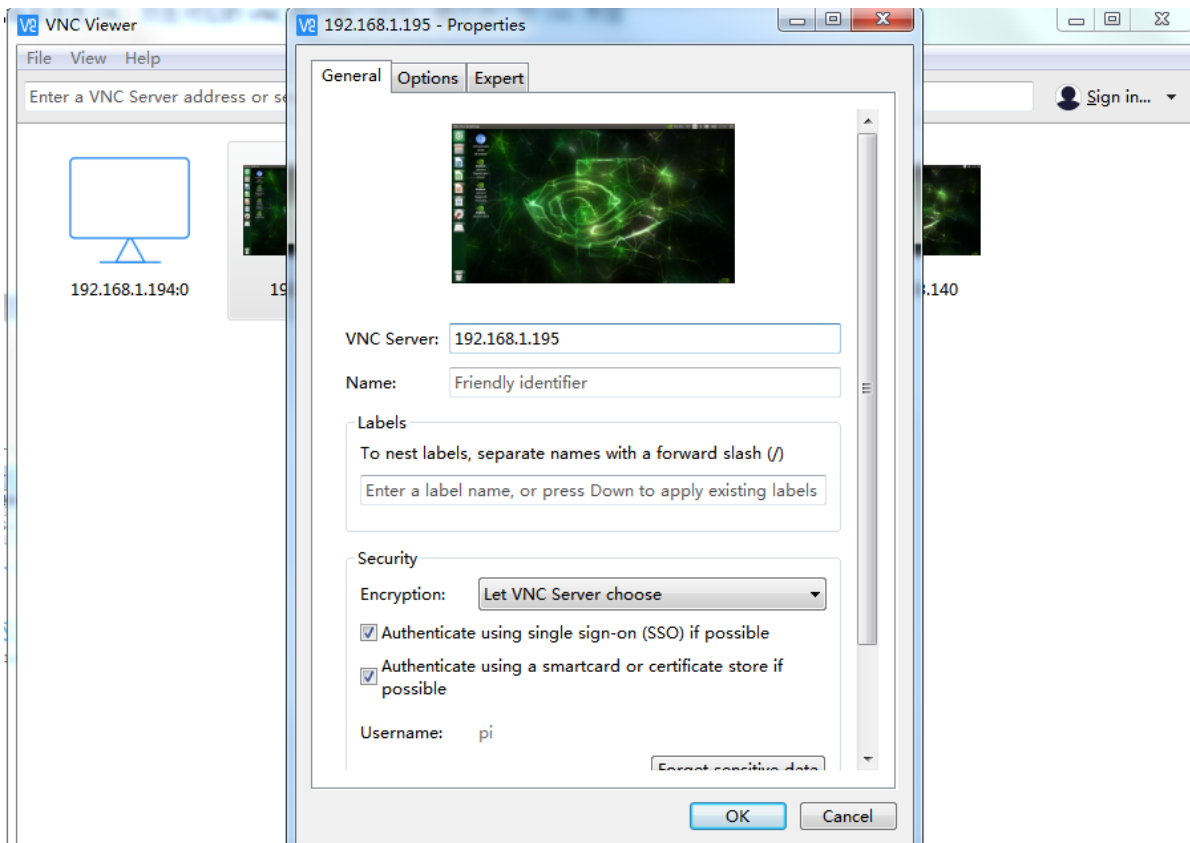 VNC Viewer
192.168.1.195 - Properties
File View Help
Enter a VNC Server address or
Sign in...
General Options Expert
192.168.1.194:0
19
.140
VNC Server: 192.168.1.195
Name: Friendly identifier
Labels
To nest labels, separate names with a forward slash (/)
Enter a label name, or press Down to apply existing labels
Security
Encryption: Let VNC Server choose
Authenticate using single sign-on (SSO) if possible
Authenticate using a smartcard or certificate store if
possible
Username: pi
Forget sensitive data
OK Cancel